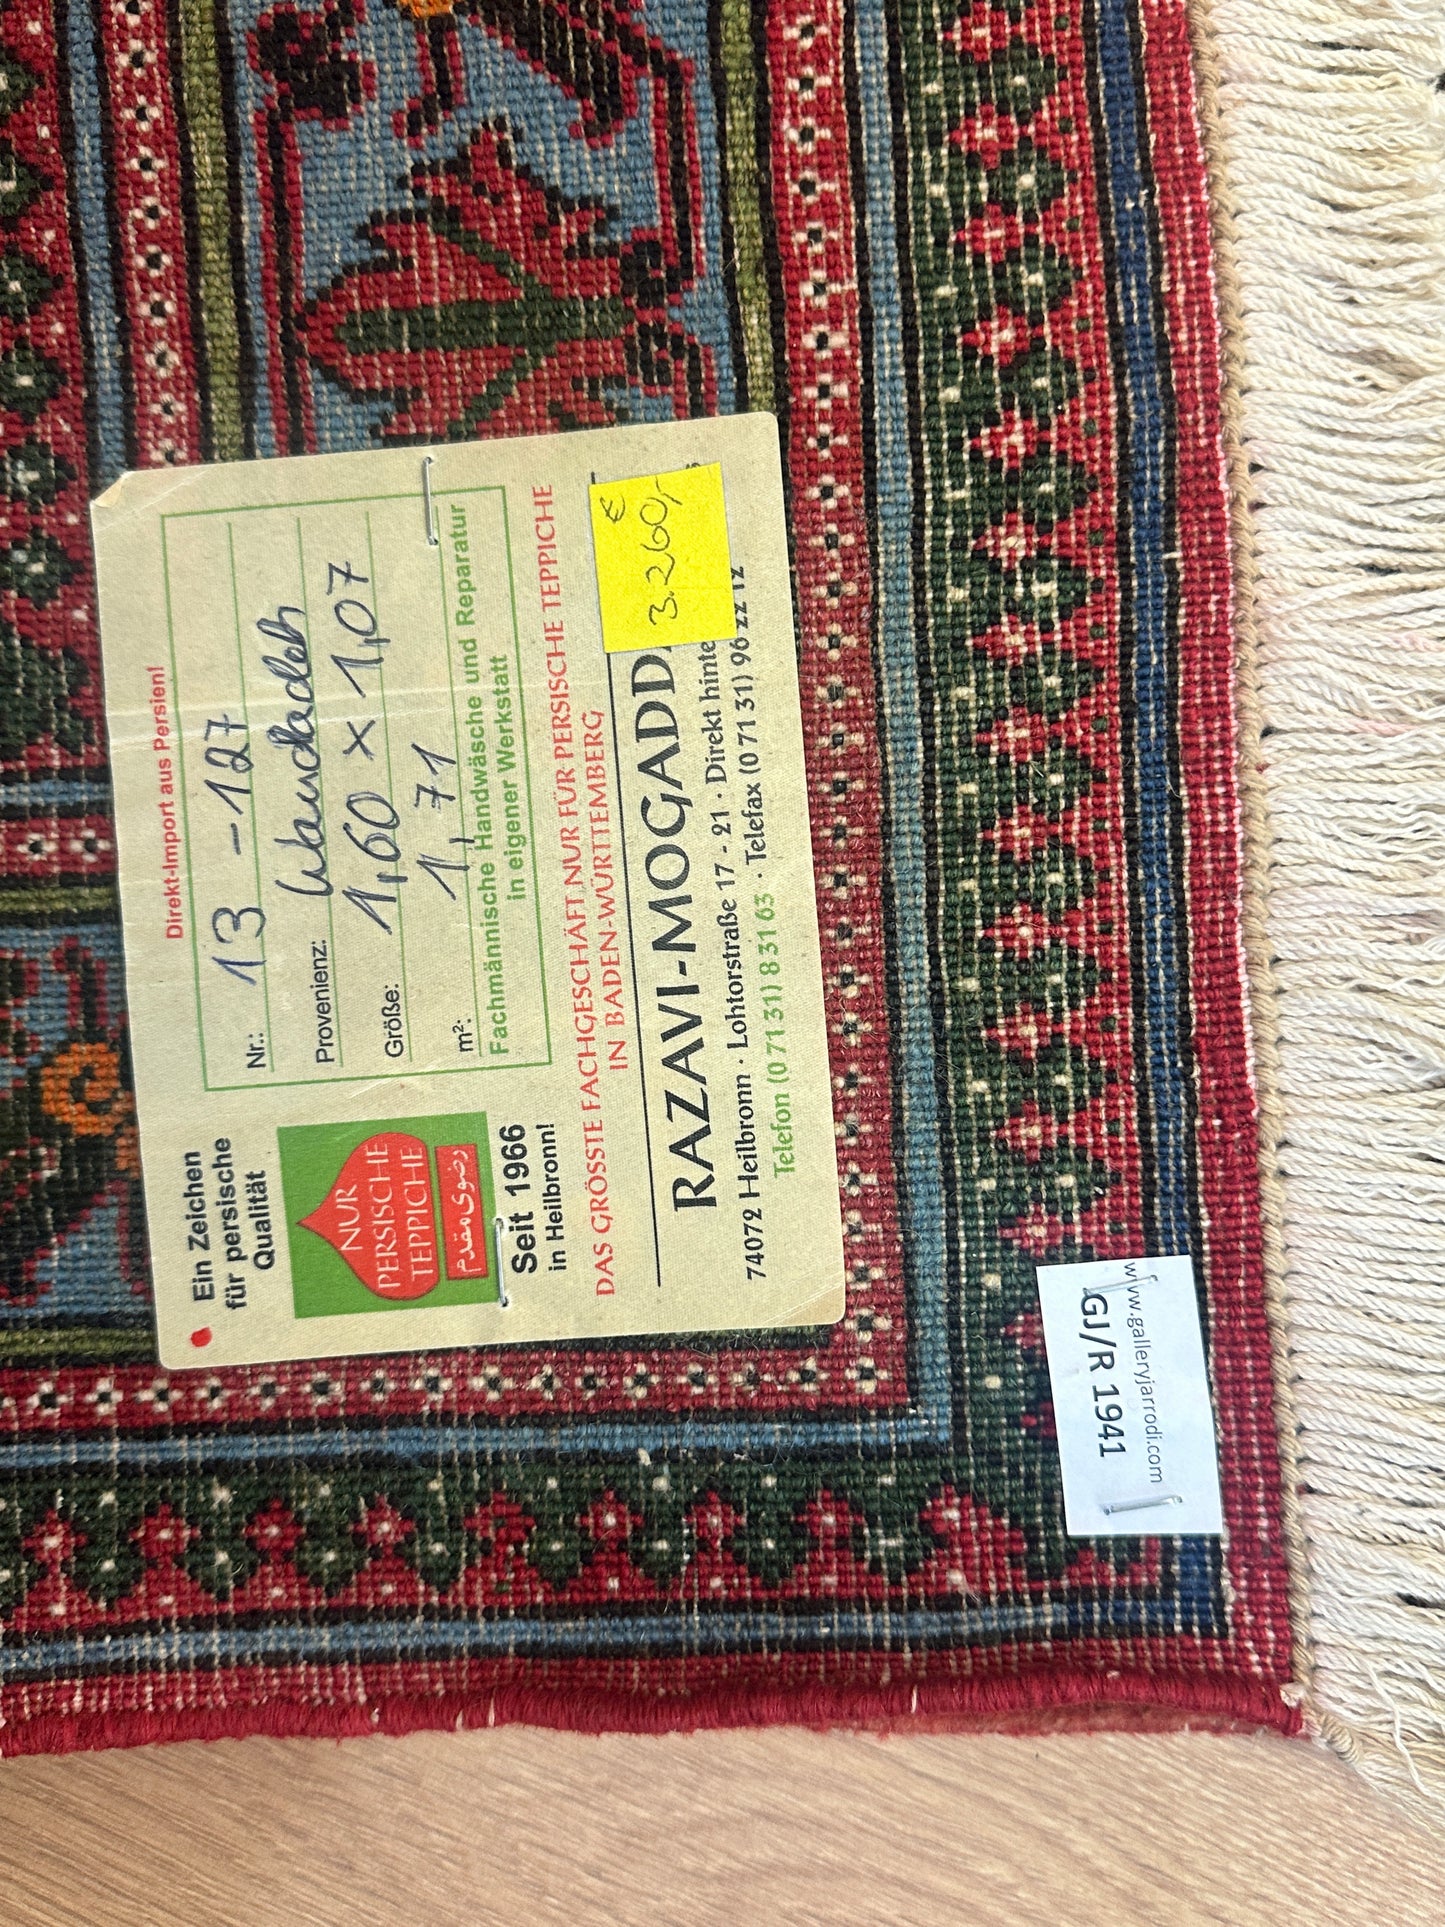 Ein Zeichen
für persische
Qualität
NUR
PERSISCHE
TEPPICHE
رضوی مقدم
Seit 1966
in Heilbronn!
Direkt-Import aus Persien!
Nr.: 13 - 127
Provenienz: Waudadeh
Größe: 1,60 x 1,07
m²: 1,71
Fachmännische Handwäsche und Reparatur
in eigener Werkstatt
DAS GRÖSSTE FACHGESCHÄFT NUR FÜR PERSISCHE TEPPICHE
IN BADEN-WÜRTTEMBERG
RAZAVI-MOGADD
74072 Heilbronn · Lohtorstraße 17 - 21 · Direkt hinte
Telefon (0 71 31) 8 31 63 · Telefax (0 71 31) 96 22 12
€
3.260,-
www.galleryjarrodi.com
GJ/R 1941